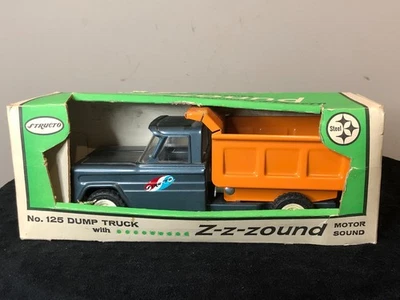 STRUCTO
Steel
No. 125 DUMP TRUCK
with Z-z-zound MOTOR
SOUND